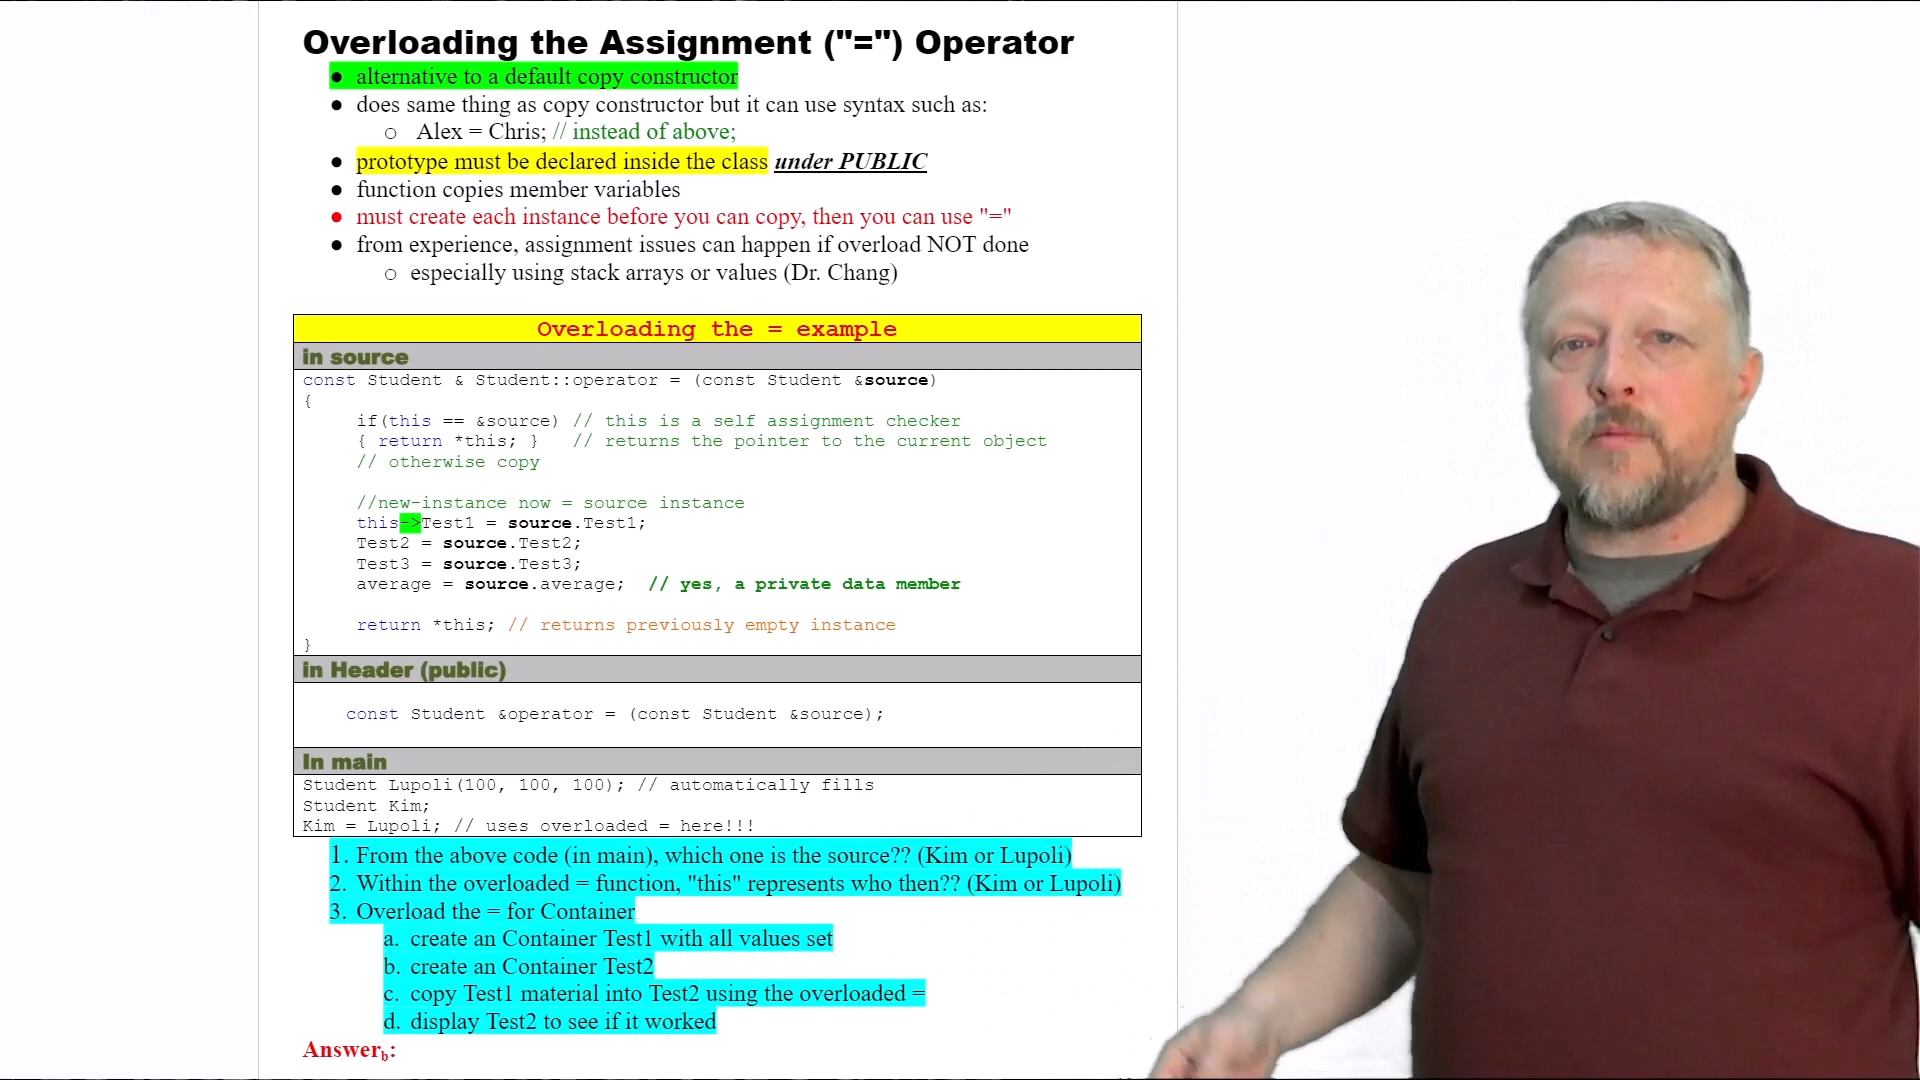 Overloading the Assignment ("=") Operator
● alternative to a default copy constructor
● does same thing as copy constructor but it can use syntax such as:
○ Alex = Chris; // instead of above;
● prototype must be declared inside the class under PUBLIC
● function copies member variables
● must create each instance before you can copy, then you can use "="
● from experience, assignment issues can happen if overload NOT done
○ especially using stack arrays or values (Dr. Chang)
Overloading the = example
in source
const Student & Student::operator = (const Student &source)
{
if(this == &source) // this is a self assignment checker
{ return *this; } // returns the pointer to the current object
// otherwise copy
//new-instance now = source instance
this->Test1 = source.Test1;
Test2 = source.Test2;
Test3 = source.Test3;
average = source.average; // yes, a private data member
return *this; // returns previously empty instance
}
in Header (public)
const Student &operator = (const Student &source);
In main
Student Lupoli(100, 100, 100); // automatically fills
Student Kim;
Kim = Lupoli; // uses overloaded = here!!!
1. From the above code (in main), which one is the source?? (Kim or Lupoli)
2. Within the overloaded = function, "this" represents who then?? (Kim or Lupoli)
3. Overload the = for Container
a. create an Container Test1 with all values set
b. create an Container Test2
c. copy Test1 material into Test2 using the overloaded =
d. display Test2 to see if it worked
Answerb: